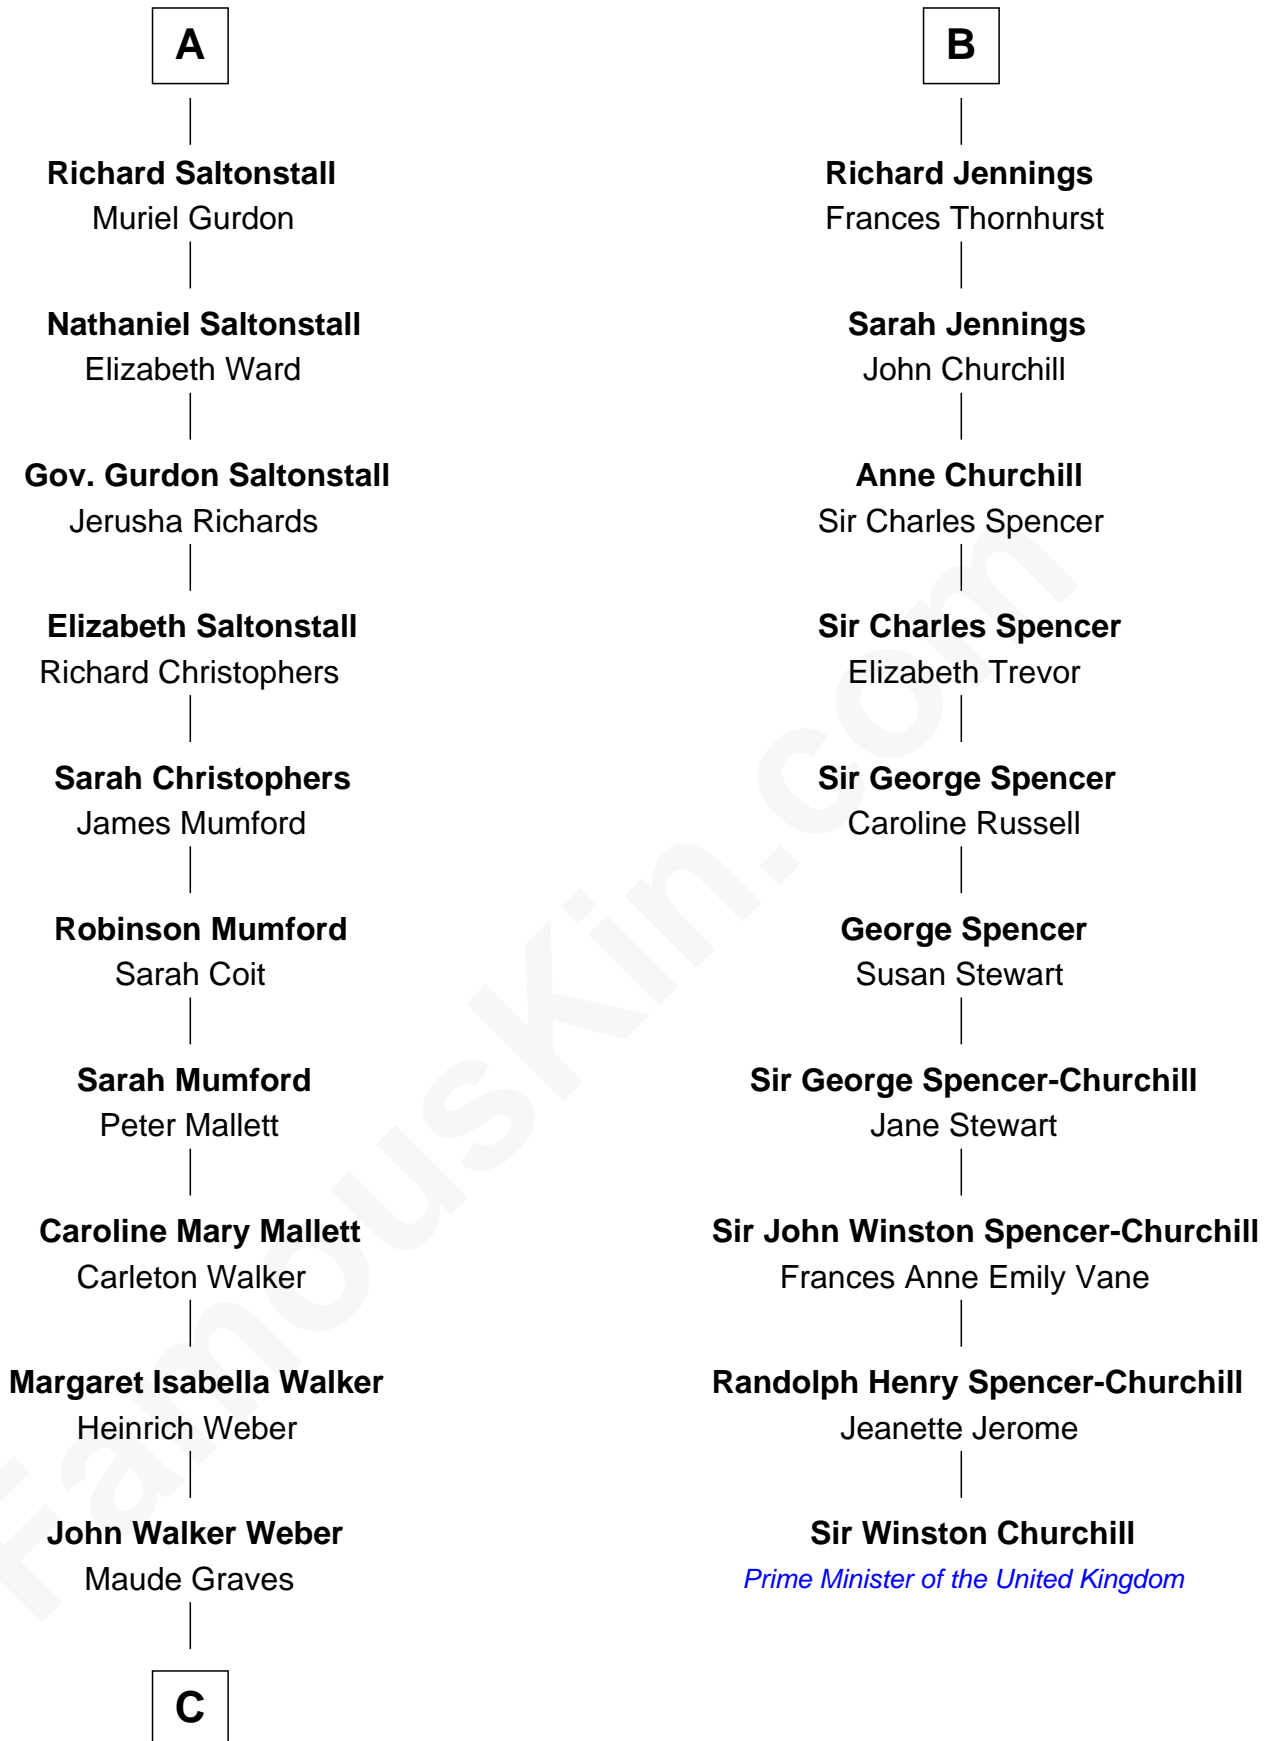 A
Richard Saltonstall
Muriel Gurdon
Nathaniel Saltonstall
Elizabeth Ward
Gov. Gurdon Saltonstall
Jerusha Richards
Elizabeth Saltonstall
Richard Christophers
Sarah Christophers
James Mumford
Robinson Mumford
Sarah Coit
Sarah Mumford
Peter Mallett
Caroline Mary Mallett
Carleton Walker
Margaret Isabella Walker
Heinrich Weber
John Walker Weber
Maude Graves
C
B
Richard Jennings
Frances Thornhurst
Sarah Jennings
John Churchill
Anne Churchill
Sir Charles Spencer
Sir Charles Spencer
Elizabeth Trevor
Sir George Spencer
Caroline Russell
George Spencer
Susan Stewart
Sir George Spencer-Churchill
Jane Stewart
Sir John Winston Spencer-Churchill
Frances Anne Emily Vane
Randolph Henry Spencer-Churchill
Jeanette Jerome
Sir Winston Churchill
Prime Minister of the United Kingdom
FamousKin.com